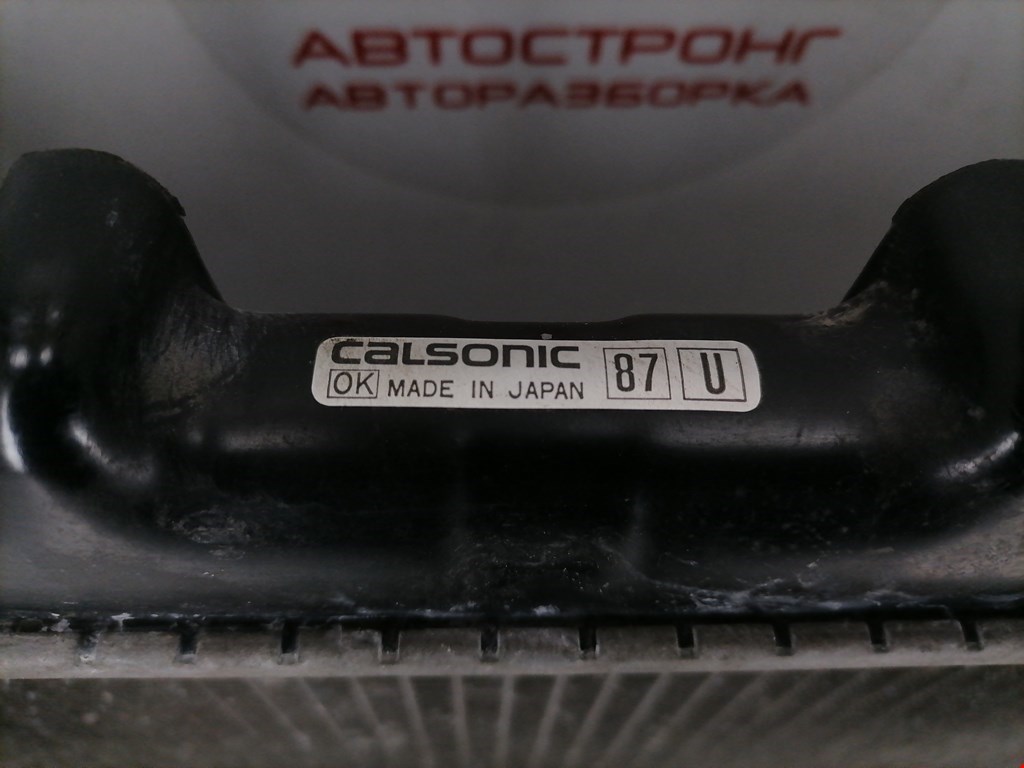 АВТОСТРОНГ
АВТОРАЗБОРКА
CALSONIC
OK MADE IN JAPAN
87 U